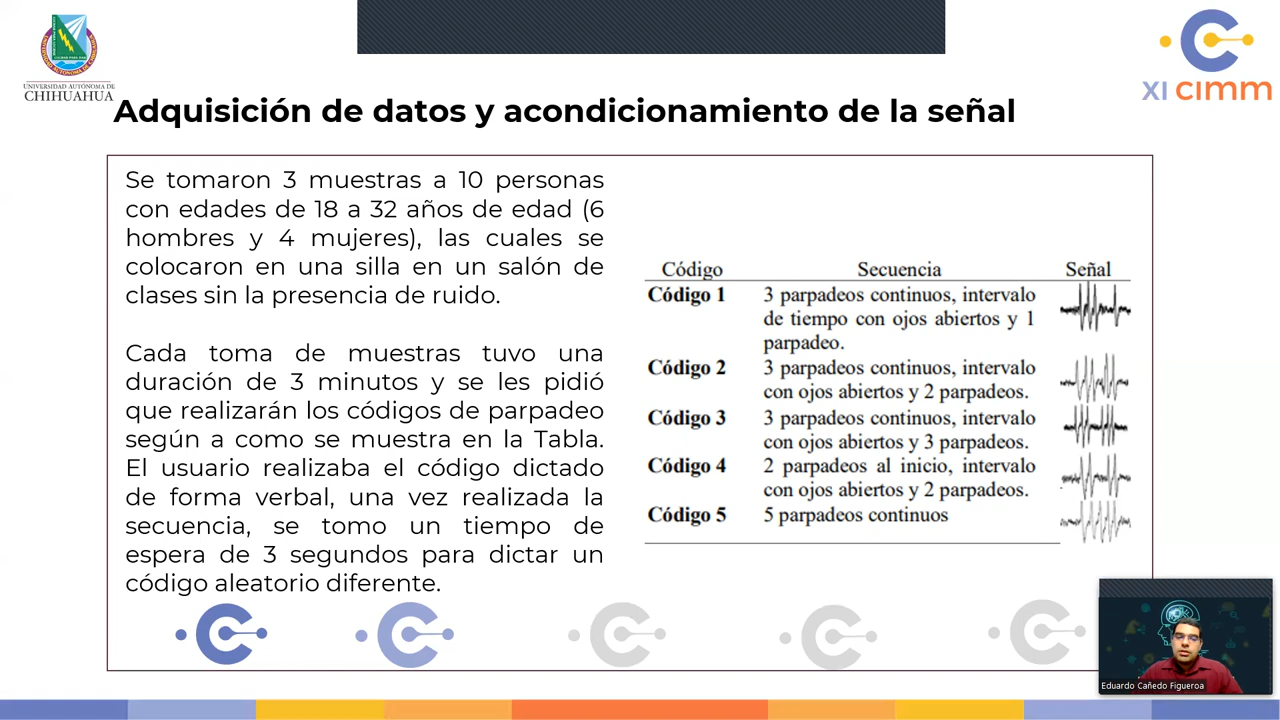 UNIVERSIDAD AUTÓNOMA DE
CHIHUAHUA
XI CIMM
Adquisición de datos y acondicionamiento de la señal
Se tomaron 3 muestras a 10 personas
con edades de 18 a 32 años de edad (6
hombres y 4 mujeres), las cuales se
colocaron en una silla en un salón de
clases sin la presencia de ruido.
Cada toma de muestras tuvo una
duración de 3 minutos y se les pidió
que realizarán los códigos de parpadeo
según a como se muestra en la Tabla.
El usuario realizaba el código dictado
de forma verbal, una vez realizada la
secuencia, se tomo un tiempo de
espera de 3 segundos para dictar un
código aleatorio diferente.
Código Secuencia Señal
Código 1 3 parpadeos continuos, intervalo
de tiempo con ojos abiertos y 1
parpadeo.
Código 2 3 parpadeos continuos, intervalo
con ojos abiertos y 2 parpadeos.
Código 3 3 parpadeos continuos, intervalo
con ojos abiertos y 3 parpadeos.
Código 4 2 parpadeos al inicio, intervalo
con ojos abiertos y 2 parpadeos.
Código 5 5 parpadeos continuos
Eduardo Cañedo Figueroa